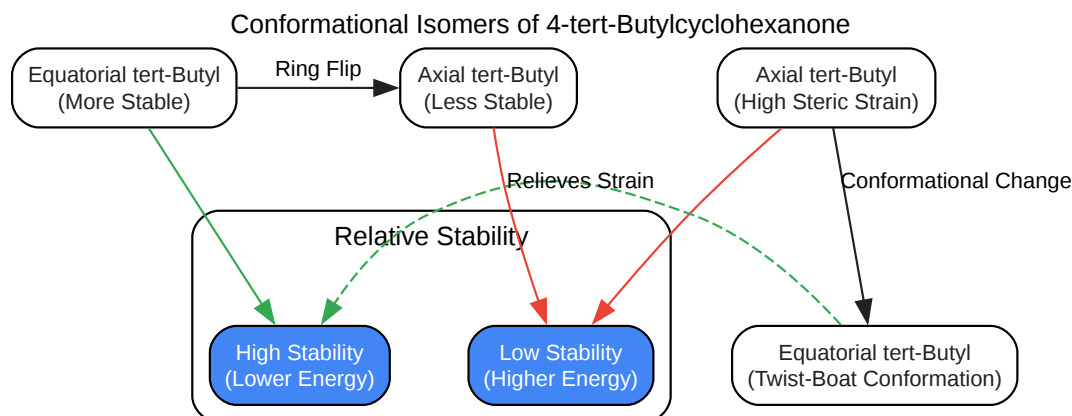 Conformational Isomers of 4-tert-Butylcyclohexanone
Equatorial tert-Butyl
(More Stable)
Ring Flip
Axial tert-Butyl
(Less Stable)
Axial tert-Butyl
(High Steric Strain)
Relieves Strain
Conformational Change
Relative Stability
High Stability
(Lower Energy)
Low Stability
(Higher Energy)
Equatorial tert-Butyl
(Twist-Boat Conformation)